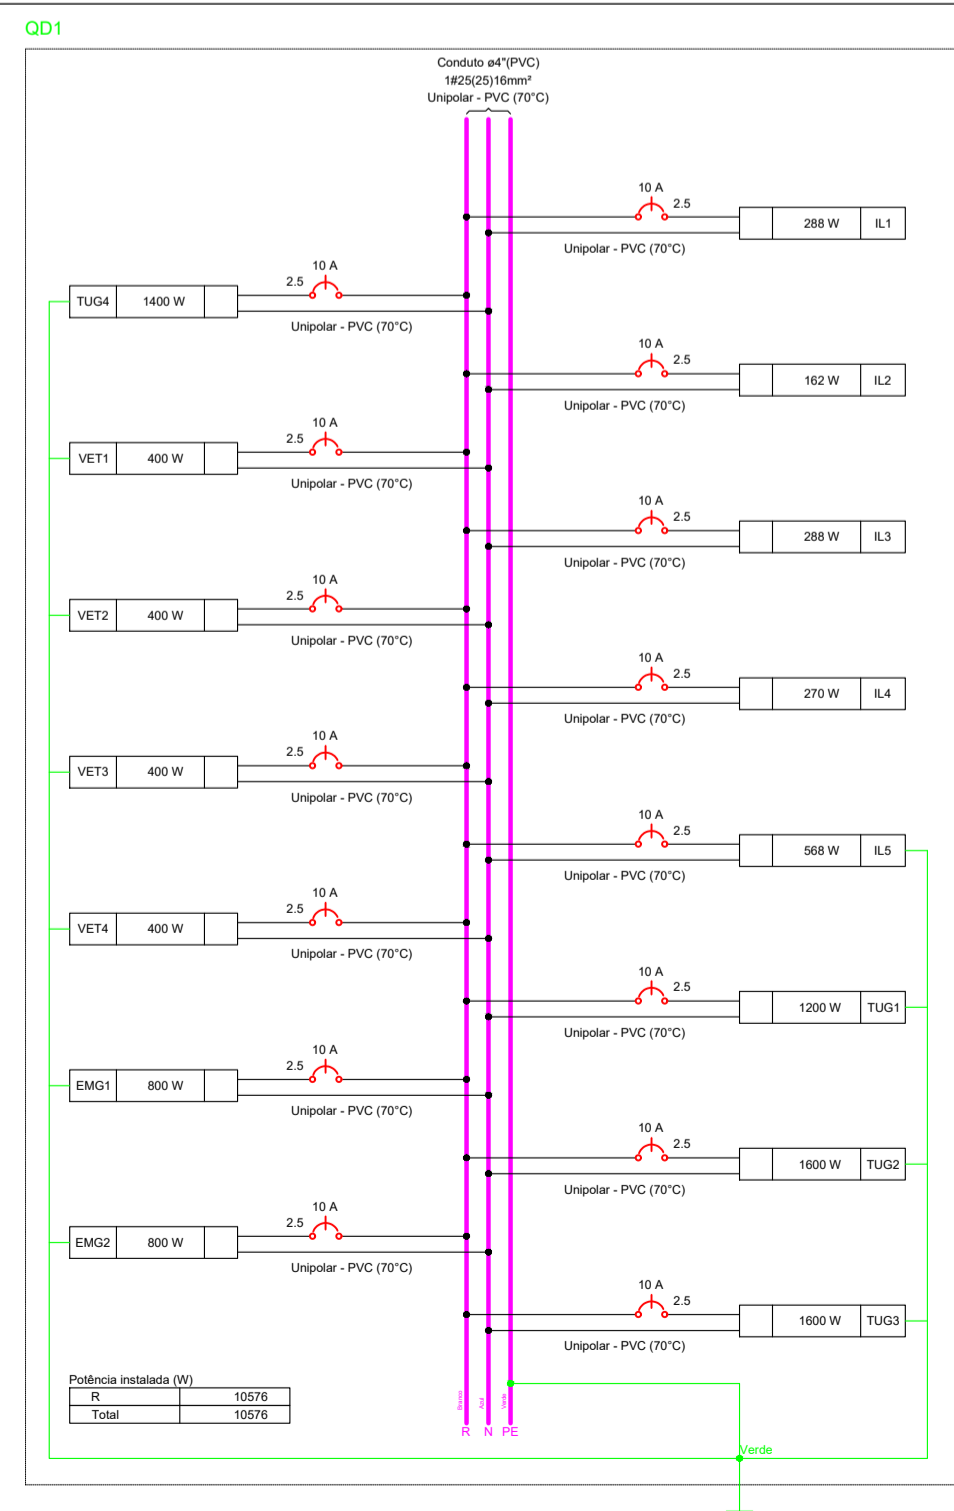 QD1
Conduto ø4"(PVC)
1#25(25)16mm²
Unipolar - PVC (70°C)
10 A
2.5
288 W IL1
Unipolar - PVC (70°C)
10 A
2.5
TUG4 1400 W
Unipolar - PVC (70°C)
10 A
2.5
162 W IL2
Unipolar - PVC (70°C)
10 A
2.5
VET1 400 W
Unipolar - PVC (70°C)
10 A
2.5
288 W IL3
Unipolar - PVC (70°C)
10 A
2.5
VET2 400 W
Unipolar - PVC (70°C)
10 A
2.5
270 W IL4
Unipolar - PVC (70°C)
10 A
2.5
VET3 400 W
Unipolar - PVC (70°C)
10 A
2.5
568 W IL5
Unipolar - PVC (70°C)
10 A
2.5
VET4 400 W
Unipolar - PVC (70°C)
10 A
2.5
1200 W TUG1
Unipolar - PVC (70°C)
10 A
2.5
EMG1 800 W
Unipolar - PVC (70°C)
10 A
2.5
1600 W TUG2
Unipolar - PVC (70°C)
10 A
2.5
EMG2 800 W
Unipolar - PVC (70°C)
10 A
2.5
1600 W TUG3
Unipolar - PVC (70°C)
Potência instalada (W)
R 10576
Total 10576
Branco
Azul
Verde
R N PE
Verde